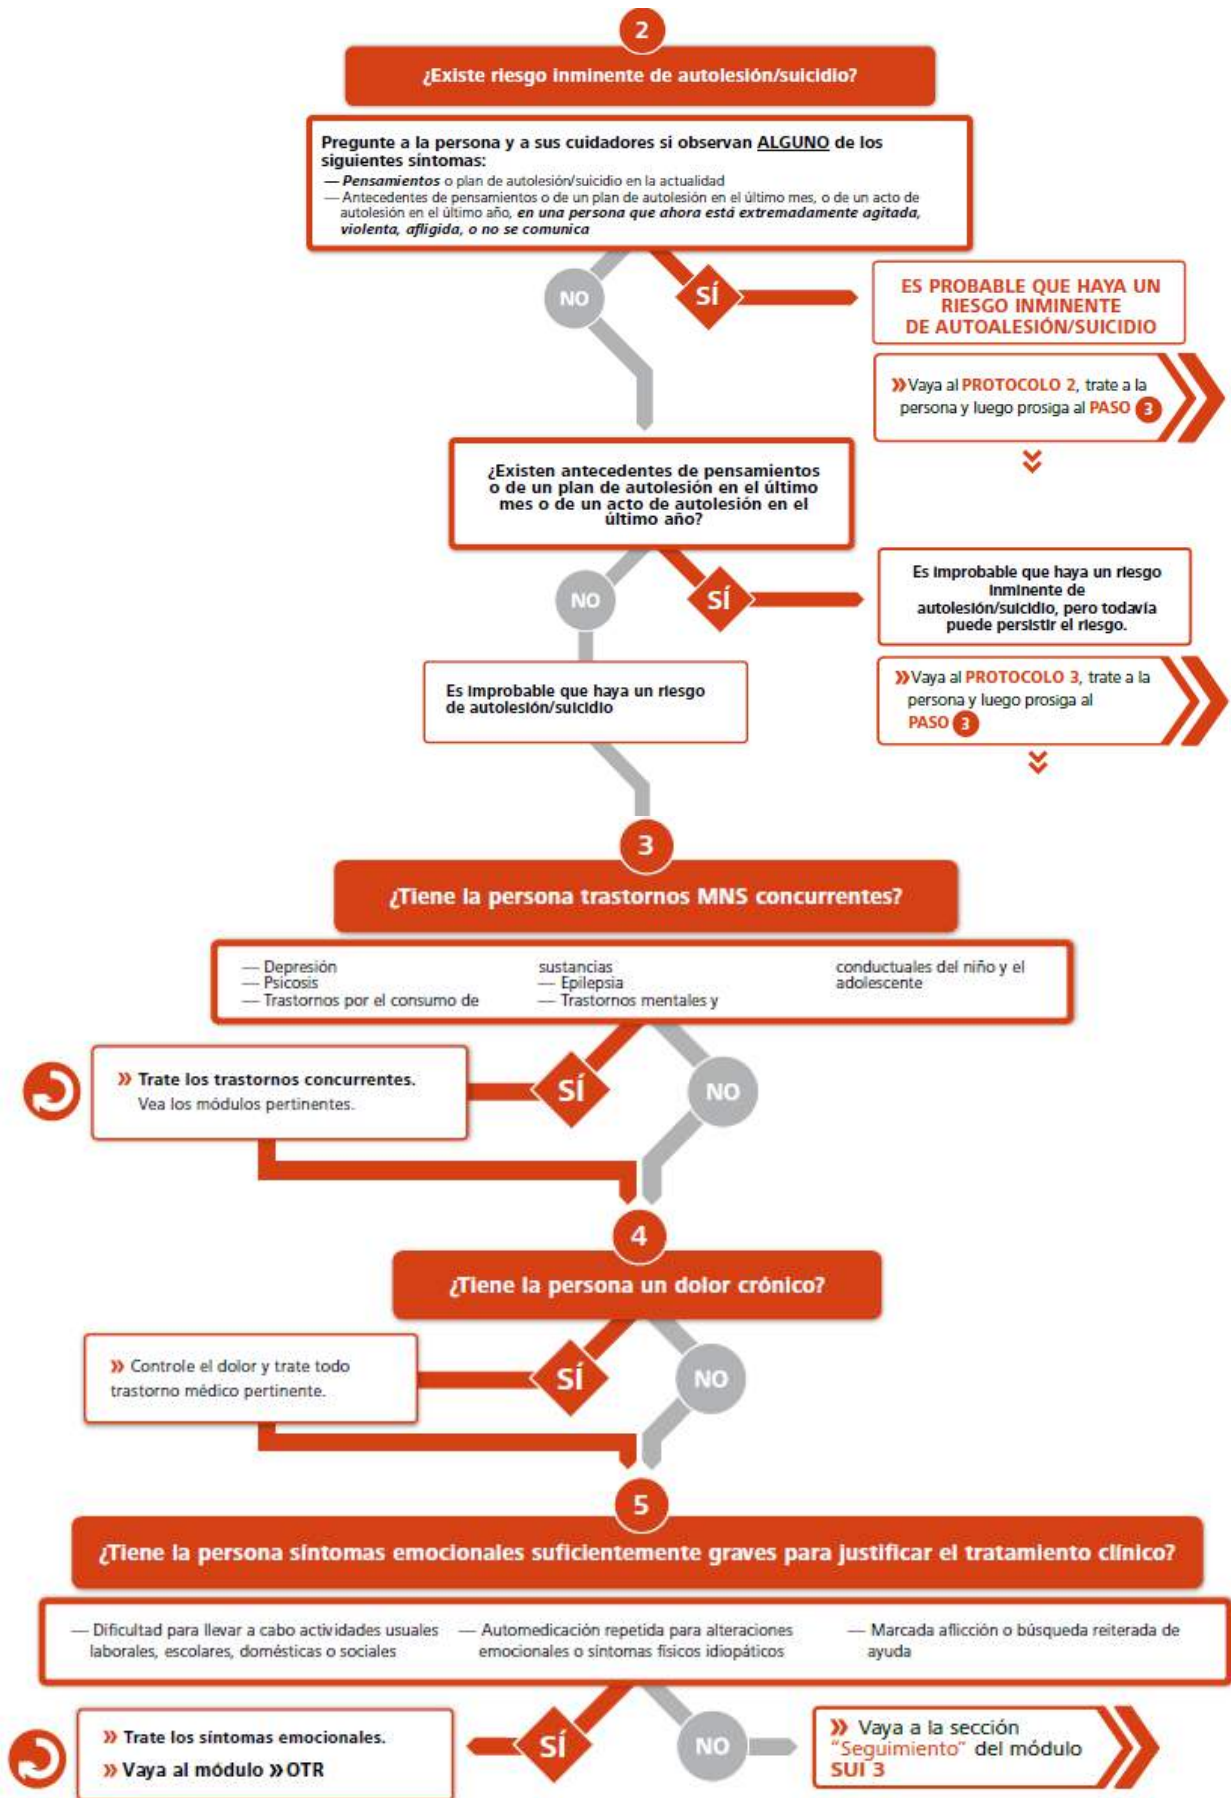 2
¿Existe riesgo inminente de autolesión/suicidio?
Pregunte a la persona y a sus cuidadores si observan ALGUNO de los
siguientes síntomas:
— Pensamientos o plan de autolesión/suicidio en la actualidad
— Antecedentes de pensamientos o de un plan de autolesión en el último mes, o de un acto de
autolesión en el último año, en una persona que ahora está extremadamente agitada,
violenta, afligida, o no se comunica
NO
SÍ
ES PROBABLE QUE HAYA UN
RIESGO INMINENTE
DE AUTOALESIÓN/SUICIDIO
» Vaya al PROTOCOLO 2, trate a la
persona y luego prosiga al PASO 3
¿Existen antecedentes de pensamientos
o de un plan de autolesión en el último
mes o de un acto de autolesión en el
último año?
NO
SÍ
Es improbable que haya un riesgo
inminente de
autolesión/suicidio, pero todavía
puede persistir el riesgo.
» Vaya al PROTOCOLO 3, trate a la
persona y luego prosiga al
PASO 3
Es improbable que haya un riesgo
de autolesión/suicidio
3
¿Tiene la persona trastornos MNS concurrentes?
— Depresión
— Psicosis
— Trastornos por el consumo de
sustancias
— Epilepsia
— Trastornos mentales y
conductuales del niño y el
adolescente
» Trate los trastornos concurrentes.
Vea los módulos pertinentes.
SÍ
NO
4
¿Tiene la persona un dolor crónico?
» Controle el dolor y trate todo
trastorno médico pertinente.
SÍ
NO
5
¿Tiene la persona síntomas emocionales suficientemente graves para justificar el tratamiento clínico?
— Dificultad para llevar a cabo actividades usuales
laborales, escolares, domésticas o sociales
— Automedicación repetida para alteraciones
emocionales o síntomas físicos idiopáticos
— Marcada aflicción o búsqueda reiterada de
ayuda
» Trate los síntomas emocionales.
» Vaya al módulo » OTR
SÍ
NO
» Vaya a la sección
"Seguimiento" del módulo
SUI 3